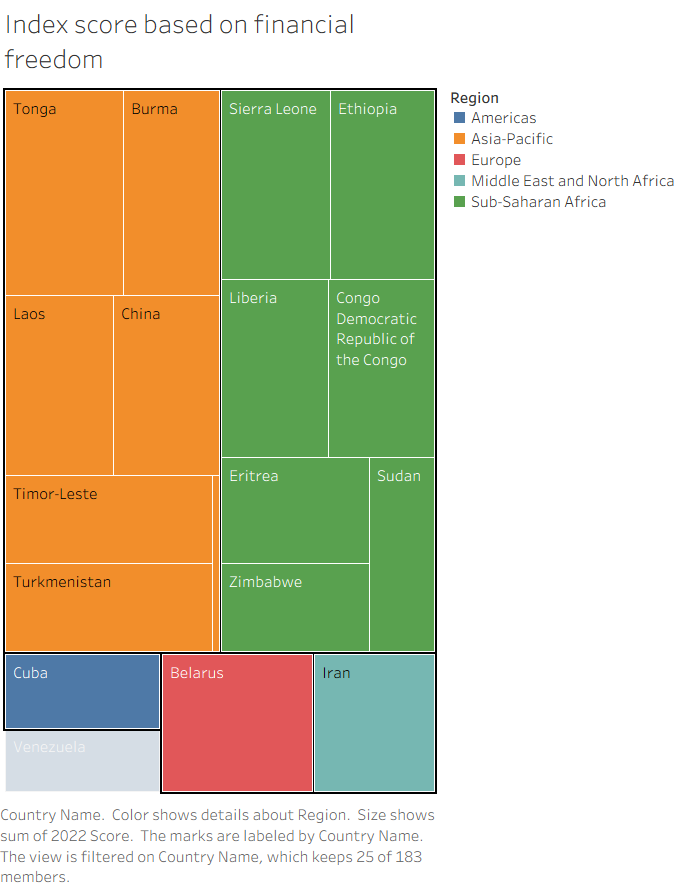 Index score based on financial
freedom
Tonga
Burma
Sierra Leone
Ethiopia
Laos
China
Liberia
Congo
Democratic
Republic of
the Congo
Timor-Leste
Turkmenistan
Eritrea
Sudan
Zimbabwe
Cuba
Venezuela
Belarus
Iran
Region
Americas
Asia-Pacific
Europe
Middle East and North Africa
Sub-Saharan Africa
Country Name.  Color shows details about Region.  Size shows
sum of 2022 Score.  The marks are labeled by Country Name.
The view is filtered on Country Name, which keeps 25 of 183
members.